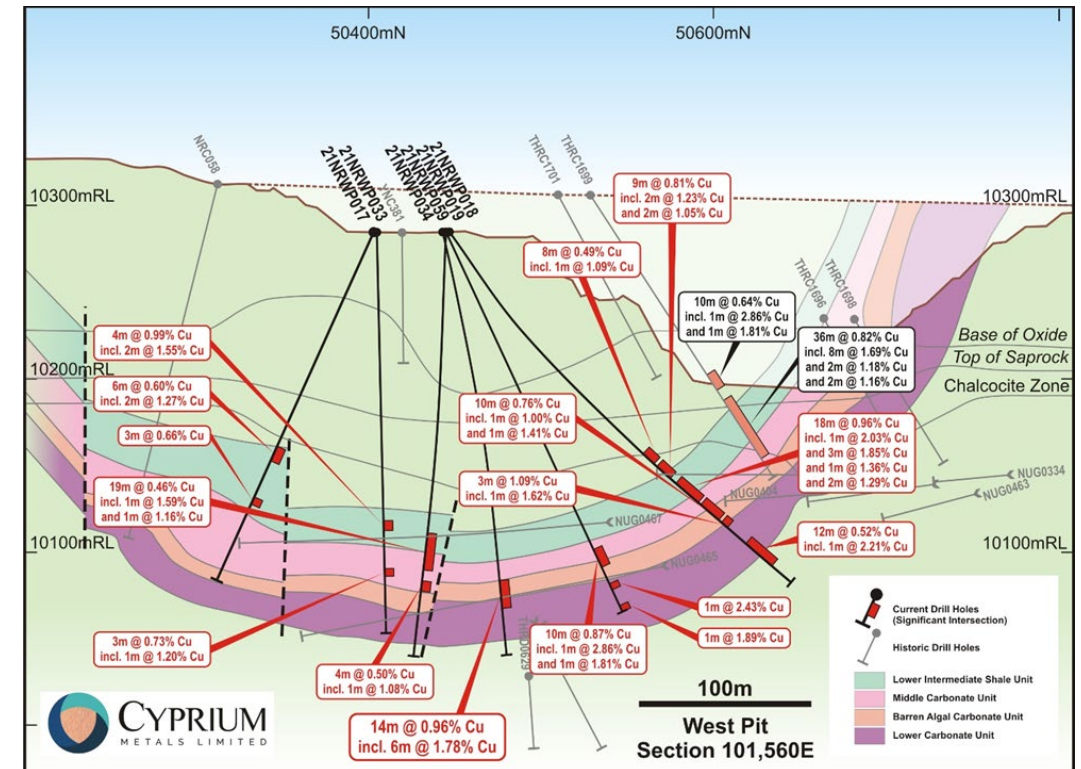 50400mN
50600mN
NRC058
21NRWP017
21NRWP033
YNC381
21NRWP034
21NRWP059
21NRWP019
21NRWP018
THRC1701
THRC1699
10300mRL
10300mRL
9m @ 0.81% Cu
incl. 2m @ 1.23% Cu
and 2m @ 1.05% Cu
8m @ 0.49% Cu
incl. 1m @ 1.09% Cu
THRC1696
THRC1698
10m @ 0.64% Cu
incl. 1m @ 2.86% Cu
and 1m @ 1.81% Cu
36m @ 0.82% Cu
incl. 8m @ 1.69% Cu
and 2m @ 1.18% Cu
and 2m @ 1.16% Cu
Base of Oxide
Top of Saprock
Chalcocite Zone
4m @ 0.99% Cu
incl. 2m @ 1.55% Cu
10200mRL
6m @ 0.60% Cu
incl. 2m @ 1.27% Cu
10m @ 0.76% Cu
incl. 1m @ 1.00% Cu
and 1m @ 1.41% Cu
18m @ 0.96% Cu
incl. 1m @ 2.03% Cu
and 3m @ 1.85% Cu
and 1m @ 1.36% Cu
and 2m @ 1.29% Cu
3m @ 0.66% Cu
3m @ 1.09% Cu
incl. 1m @ 1.62% Cu
NUG0334
NUG0463
NUG0404
19m @ 0.46% Cu
incl. 1m @ 1.59% Cu
and 1m @ 1.16% Cu
NUG0467
12m @ 0.52% Cu
incl. 1m @ 2.21% Cu
10100mRL
10100mRL
NUG0465
1m @ 2.43% Cu
1m @ 1.89% Cu
3m @ 0.73% Cu
incl. 1m @ 1.20% Cu
4m @ 0.50% Cu
incl. 1m @ 1.08% Cu
10m @ 0.87% Cu
incl. 1m @ 2.86% Cu
and 1m @ 1.81% Cu
14m @ 0.96% Cu
incl. 6m @ 1.78% Cu
100m
West Pit
Section 101,560E
Current Drill Holes
(Significant Intersection)
Historic Drill Holes
Lower Intermediate Shale Unit
Middle Carbonate Unit
Barren Algal Carbonate Unit
Lower Carbonate Unit
CYPRIUM
METALS LIMITED